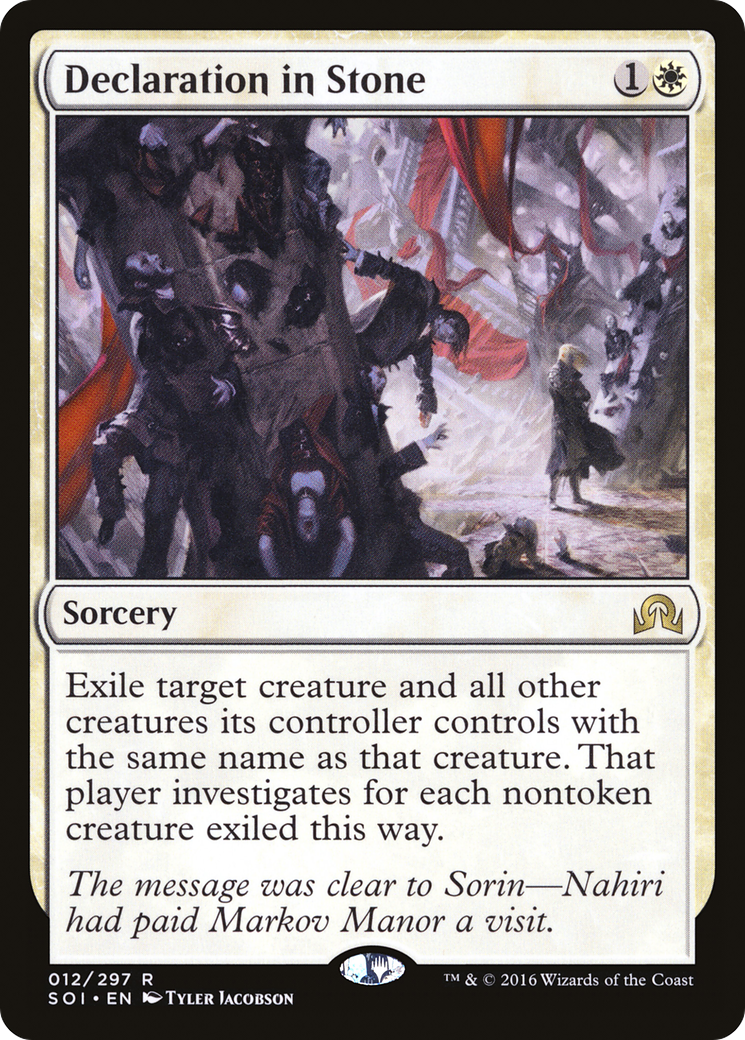 Declaration in Stone 1
Sorcery
Exile target creature and all other
creatures its controller controls with
the same name as that creature. That
player investigates for each nontoken
creature exiled this way.
The message was clear to Sorin—Nahiri
had paid Markov Manor a visit.
012/297 R
SOI • EN TYLER JACOBSON
™ & © 2016 Wizards of the Coast